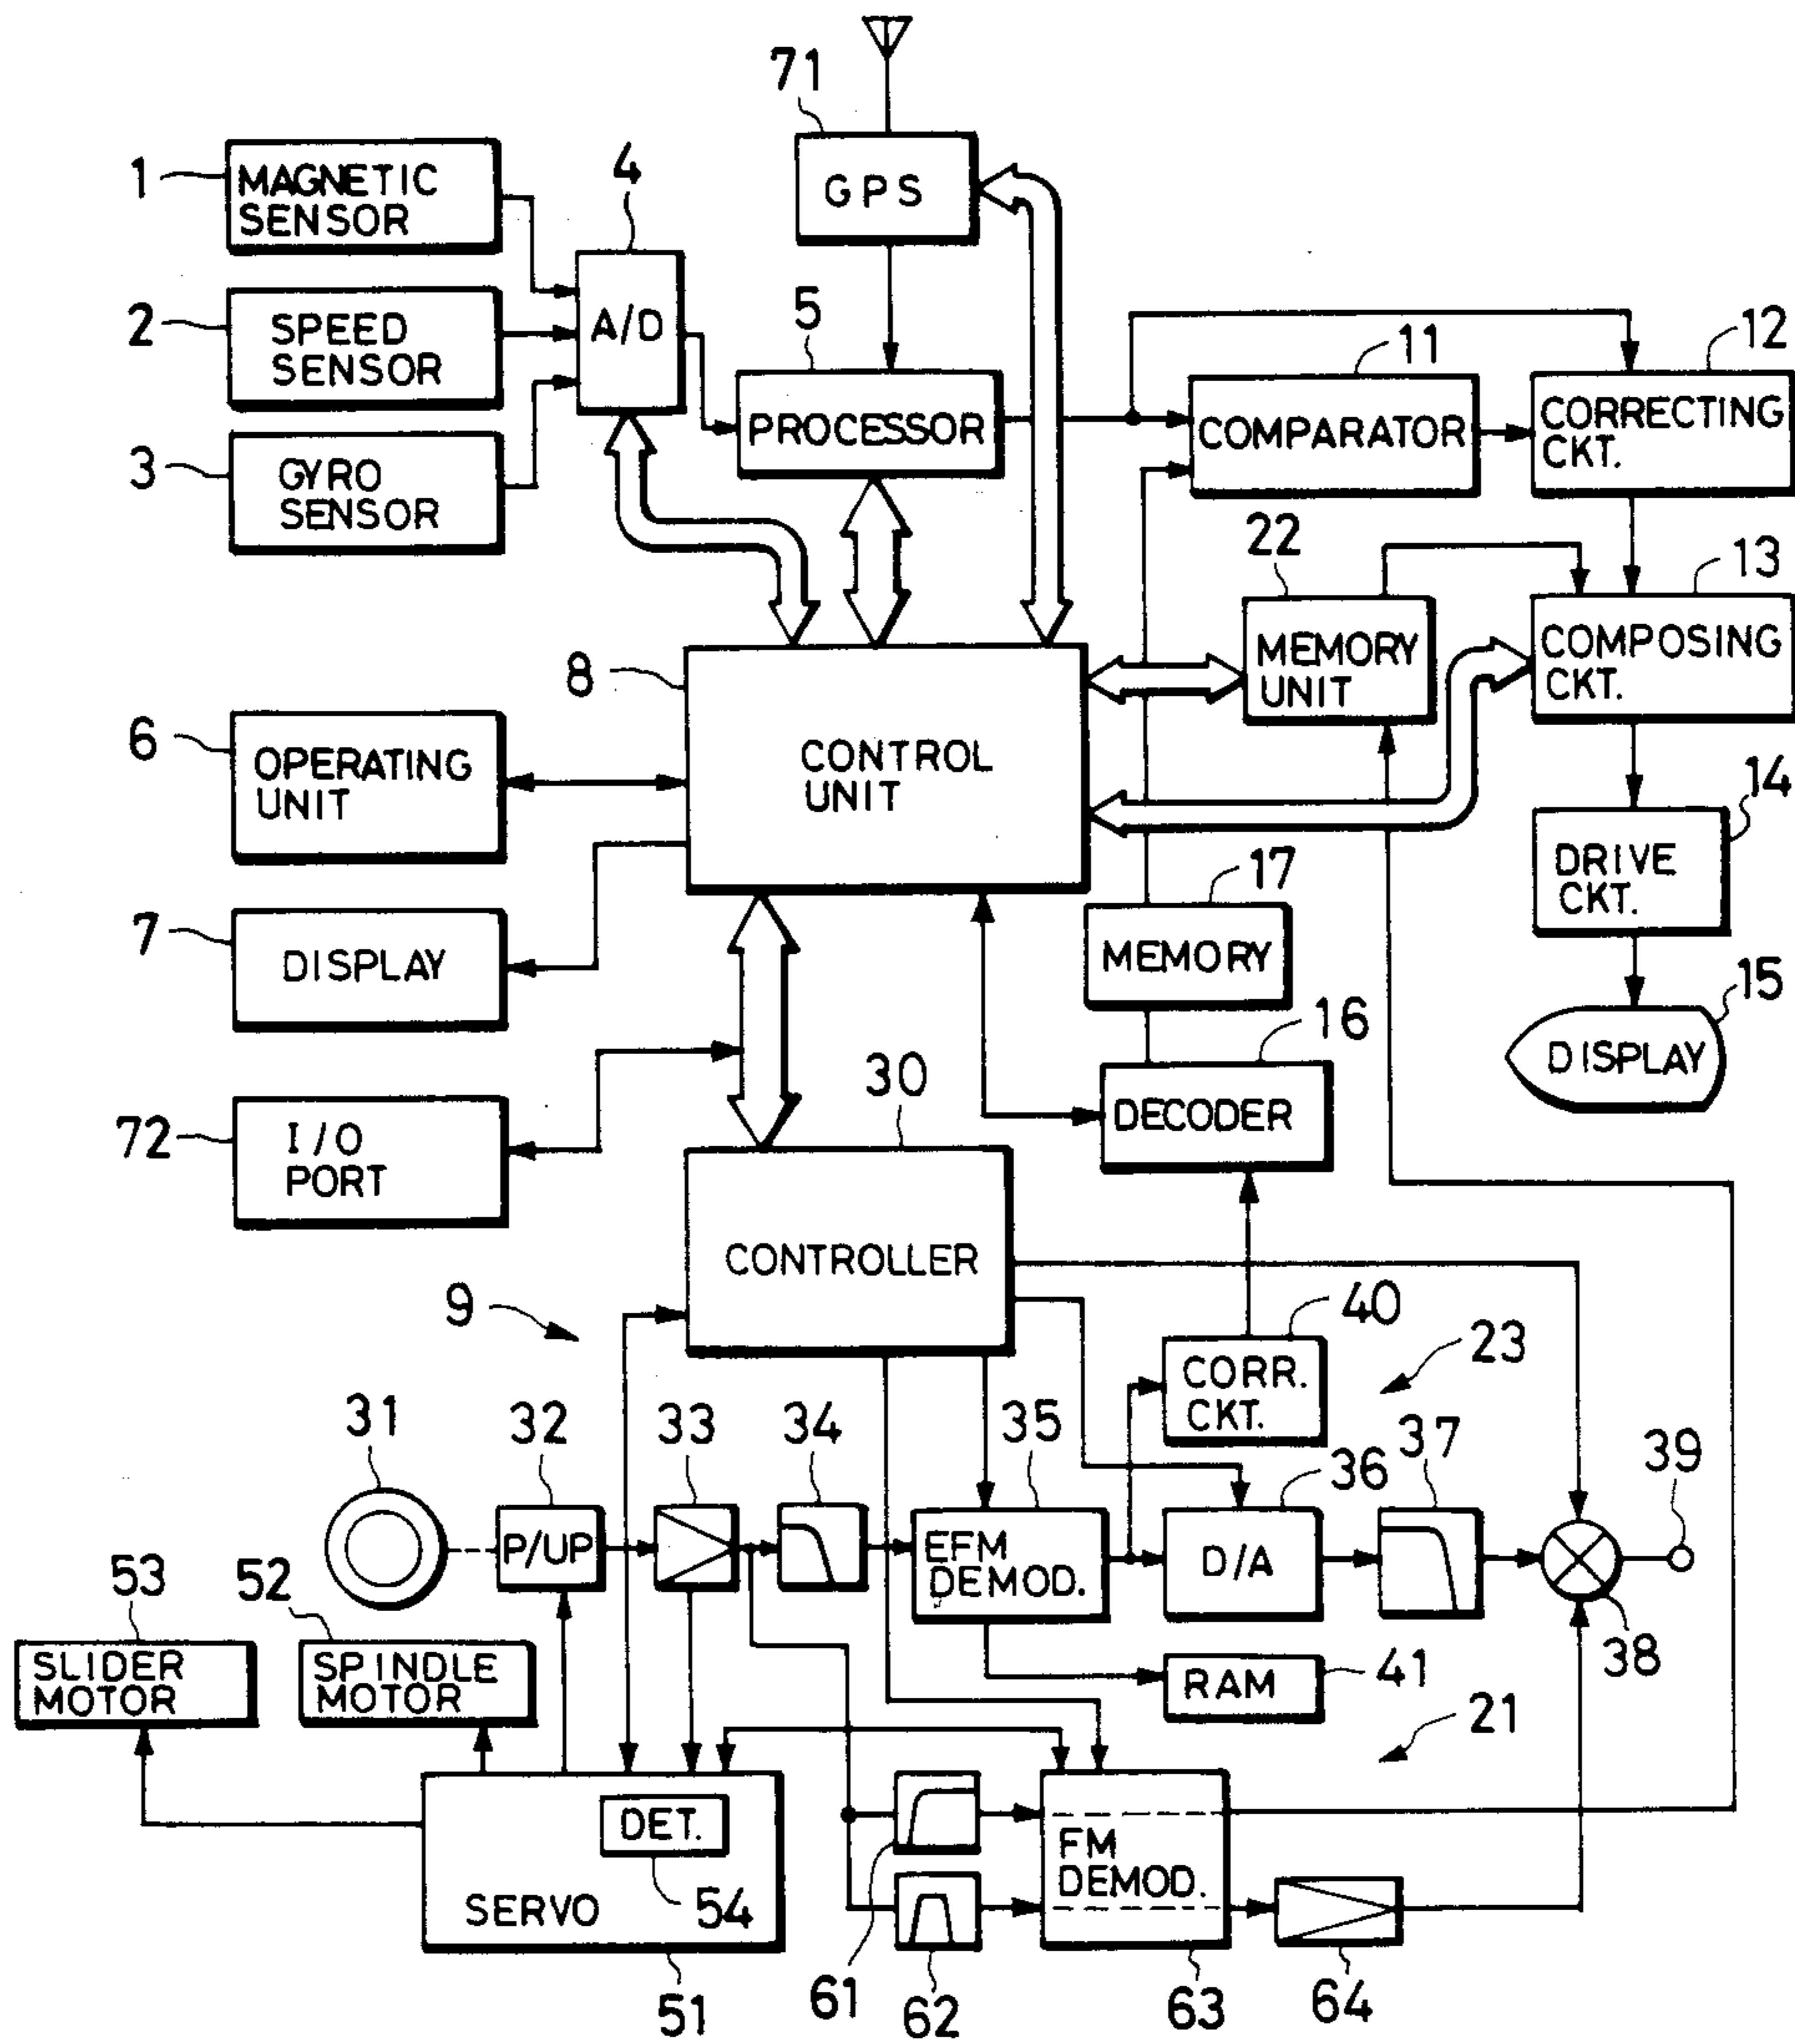 71
1
MAGNETIC
SENSOR
4
GPS
2
SPEED
SENSOR
A/D
5
11
12
3
GYRO
SENSOR
PROCESSOR
COMPARATOR
CORRECTING
CKT.
22
13
8
MEMORY
UNIT
COMPOSING
CKT.
6
OPERATING
UNIT
CONTROL
UNIT
14
DRIVE
CKT.
17
7
DISPLAY
MEMORY
15
DISPLAY
16
30
DECODER
72
I/O
PORT
CONTROLLER
9
40
23
CORR.
CKT.
31
32
33
34
35
36
37
39
P/UP
EFM
DEMOD.
D/A
38
53
52
SLIDER
MOTOR
SPINDLE
MOTOR
RAM
41
21
DET.
54
SERVO
FM
DEMOD.
51
61
62
63
64